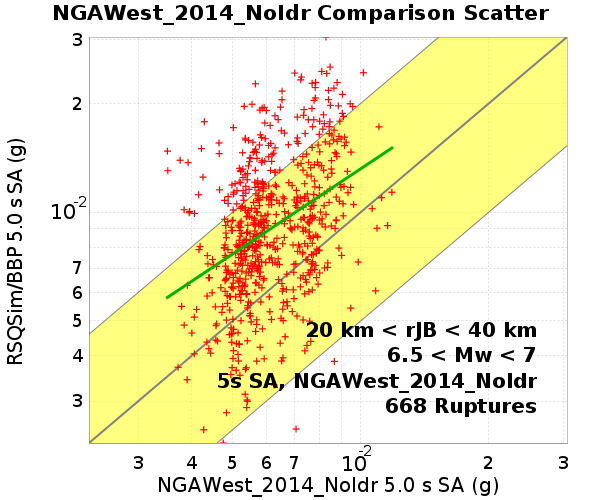 NGAWest_2014_NoIdr Comparison Scatter
RSQSim/BBP 5.0 s SA (g)
3
2
10^-2
7
6
5
4
3
20 km < rJB < 40 km
6.5 < Mw < 7
5s SA, NGAWest_2014_NoIdr
668 Ruptures
3 4 5 6 7 10^-2 2 3
NGAWest_2014_NoIdr 5.0 s SA (g)